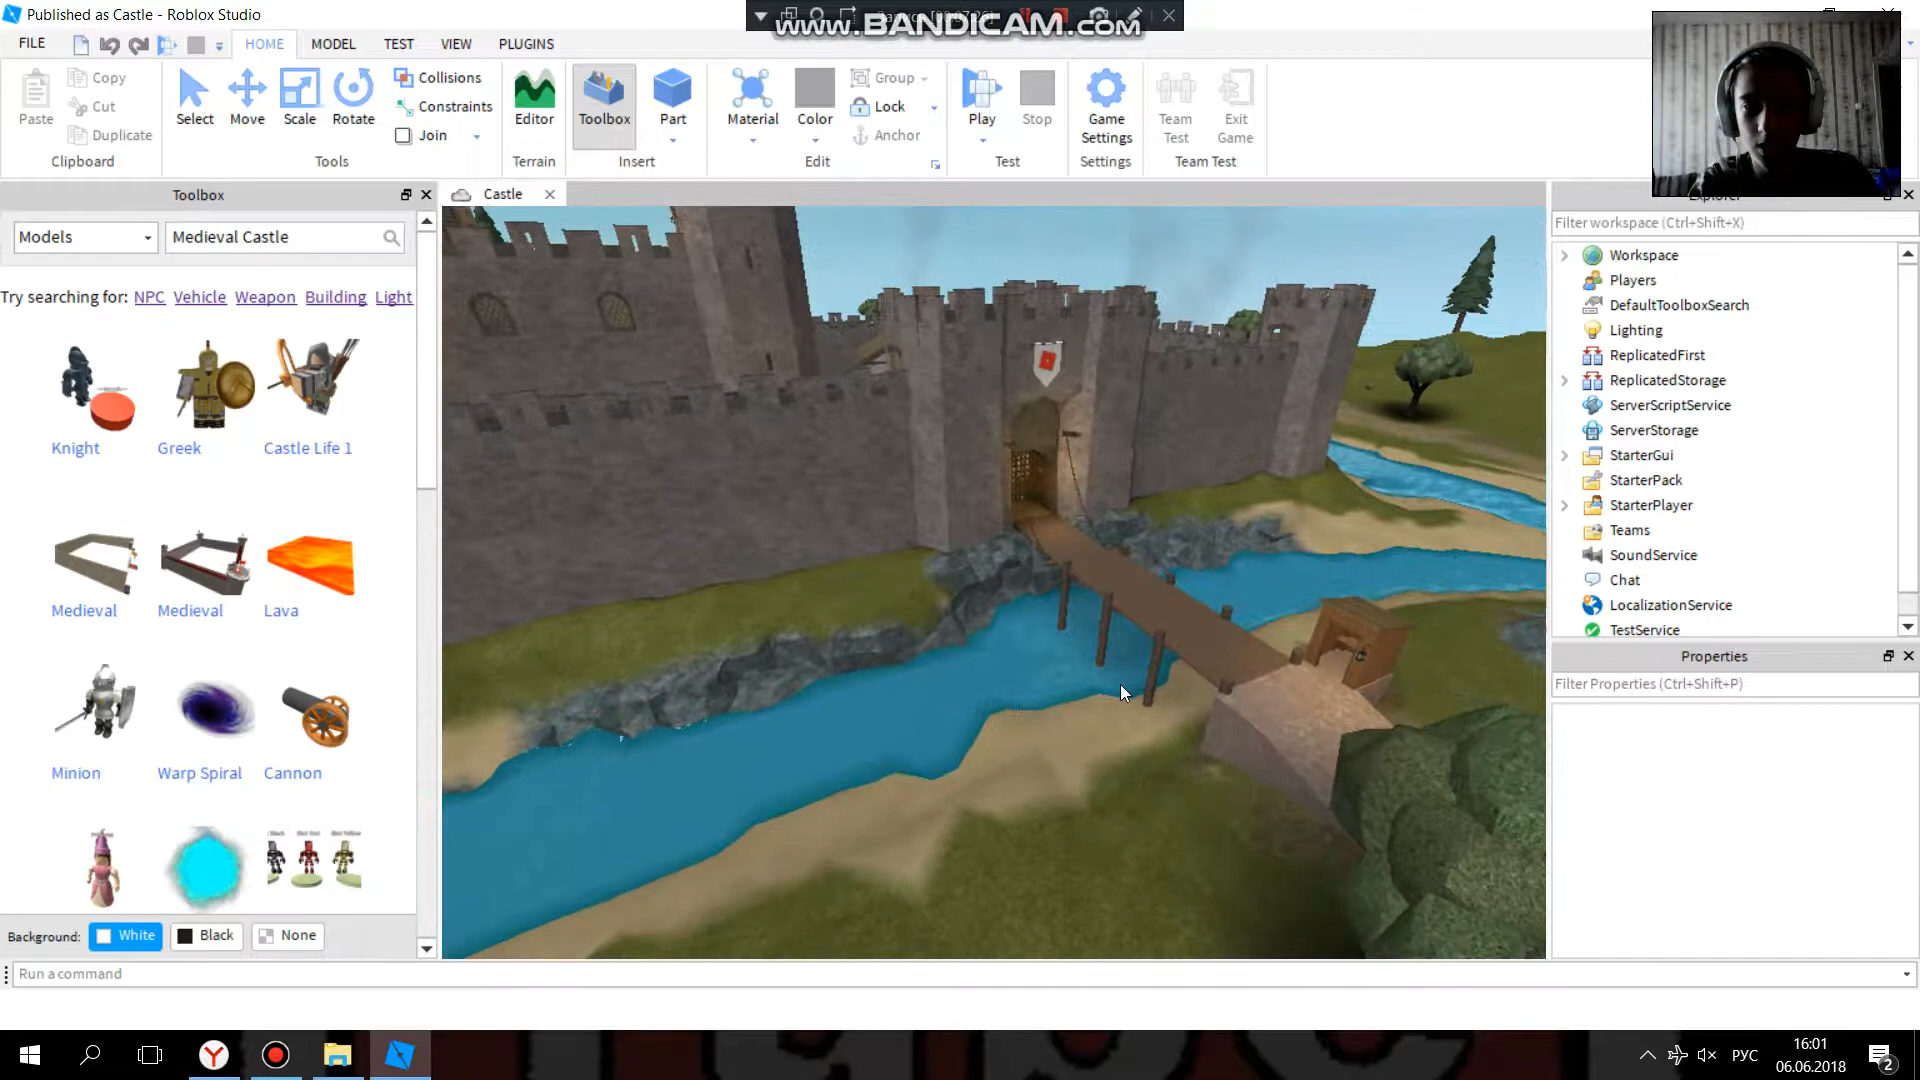 Published as Castle - Roblox Studio
www.BANDICAM.com
FILE HOME MODEL TEST VIEW PLUGINS
Paste Copy Cut Duplicate Clipboard
Select Move Scale Rotate Collisions Constraints Join Tools
Editor Terrain
Toolbox Part Insert
Material Color Group Lock Anchor Edit
Play Stop Test
Game Settings Settings
Team Test Exit Game Team Test
Toolbox
Models Medieval Castle
Try searching for: NPC Vehicle Weapon Building Light
Knight Greek Castle Life 1
Medieval Medieval Lava
Minion Warp Spiral Cannon
Background: White Black None
Castle
Filter workspace (Ctrl+Shift+X)
Workspace
Players
DefaultToolboxSearch
Lighting
ReplicatedFirst
ReplicatedStorage
ServerScriptService
ServerStorage
StarterGui
StarterPack
StarterPlayer
Teams
SoundService
Chat
LocalizationService
TestService
Properties
Filter Properties (Ctrl+Shift+P)
Run a command
РУС
16:01
06.06.2018
2